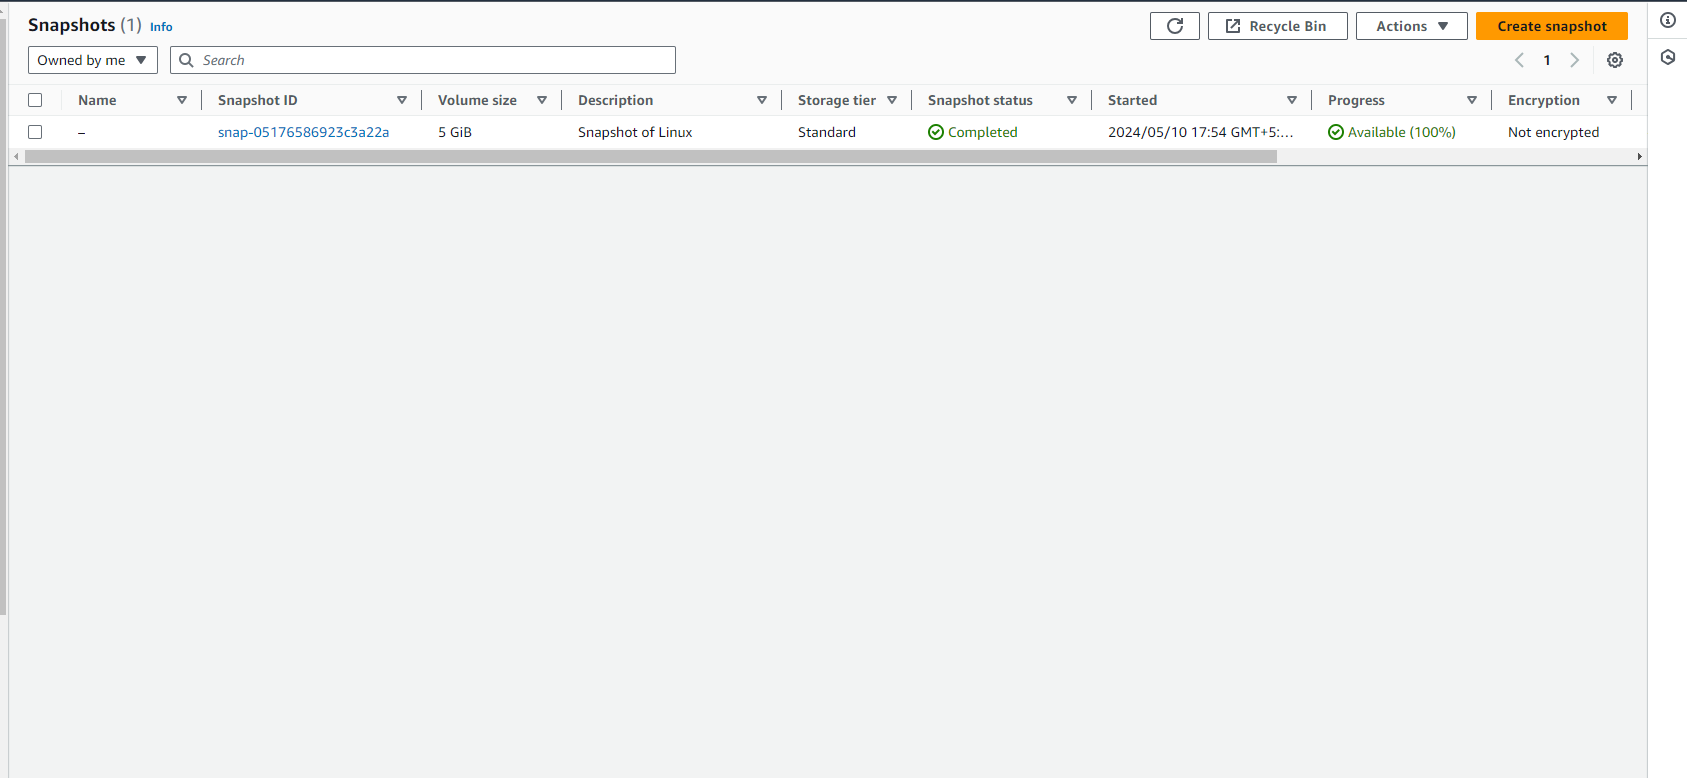 Snapshots (1) Info
Recycle Bin
Actions
Create snapshot
Owned by me
Search
1
Name Snapshot ID Volume size Description Storage tier Snapshot status Started Progress Encryption
– snap-05176586923c3a22a 5 GiB Snapshot of Linux Standard Completed 2024/05/10 17:54 GMT+5:... Available (100%) Not encrypted